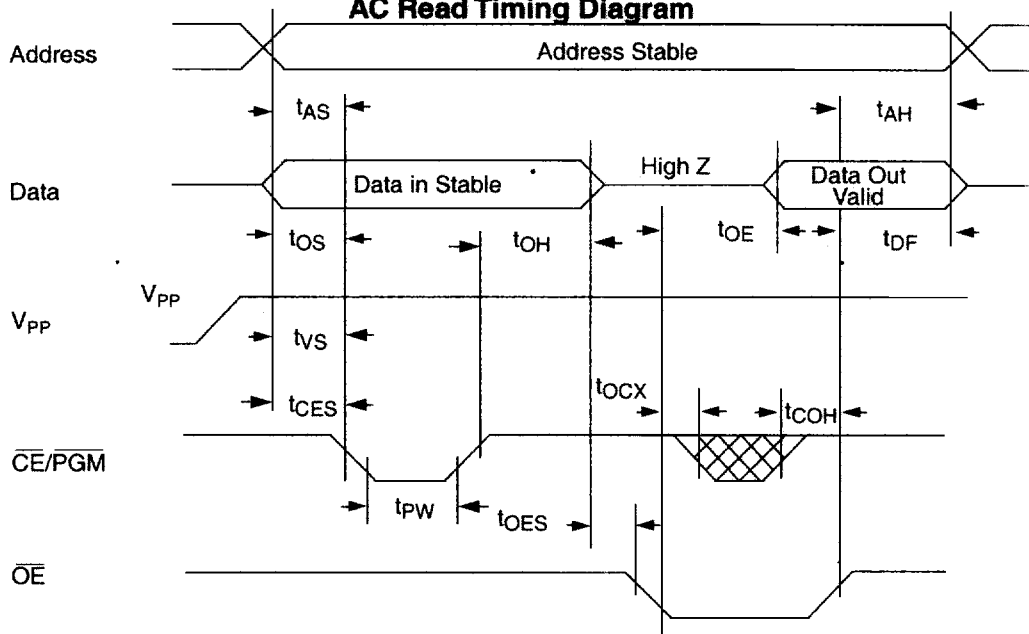 AC Read Timing Diagram
Address
Address Stable
tAS
tAH
Data
Data in Stable
High Z
Data Out
Valid
tOS
tOH
tOE
tDF
VPP
VPP
tVS
tCES
tOCX
tCOH
CE/PGM
tPW
tOES
OE